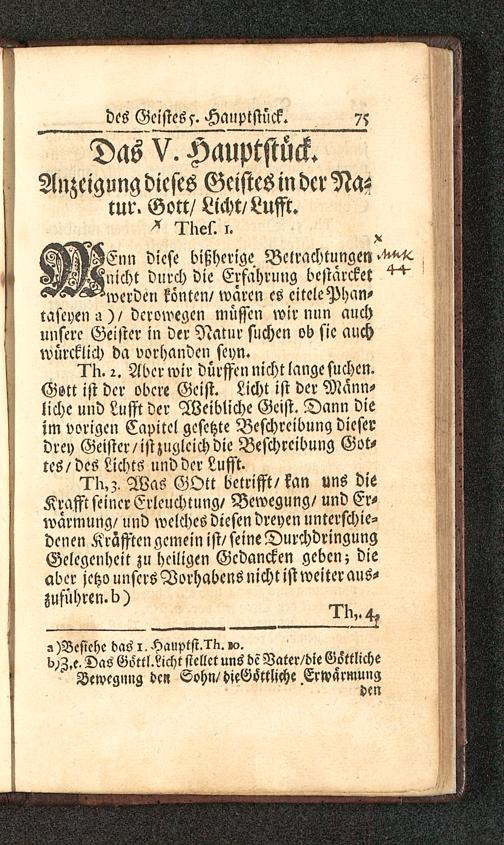 des Geistes 5. Hauptstück. 75
Das V. Hauptstück.
Anzeigung dieses Geistes in der Na-
tur. Gott/ Licht/ Lufft.
Thes. 1.
WEnn diese bißherige Betrachtungen
nicht durch die Erfahrung bestärcket
werden könten/ wären es eitele Phan-
taseyen a)/ derowegen müssen wir nun auch
unsere Geister in der Natur suchen ob sie auch
würcklich da vorhanden seyn.
Th. 2. Aber wir dürffen nicht lange suchen.
Gott ist der obere Geist. Licht ist der Männ-
liche und Lufft der Weibliche Geist. Dann die
im vorigen Capitel gesetzte Beschreibung dieser
drey Geister/ ist zugleich die Beschreibung Got-
tes/ des Lichts und der Lufft.
Th, 3. Was GOtt betrifft/ kan uns die
Krafft seiner Erleuchtung/ Bewegung/ und Er-
wärmung/ und welches diesen dreyen unterschie-
denen Kräfften gemein ist/ seine Durchdringung
Gelegenheit zu heiligen Gedancken geben; die
aber jetzo unsers Vorhabens nicht ist weiter aus-
zuführen. b)
Th,. 4,
a) Besiehe das 1. Hauptst. Th. 10.
b) Z, e. Das Göttl. Licht stellet uns dē Vater/ die Göttliche
Bewegung den Sohn/ die Göttliche Erwärmung
den
x
44